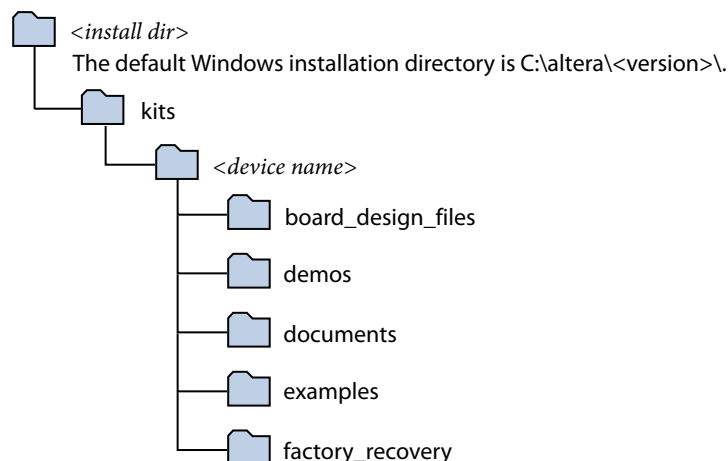 <install dir>
The default Windows installation directory is C:\altera\<version>\.
kits
<device name>
board_design_files
demos
documents
examples
factory_recovery